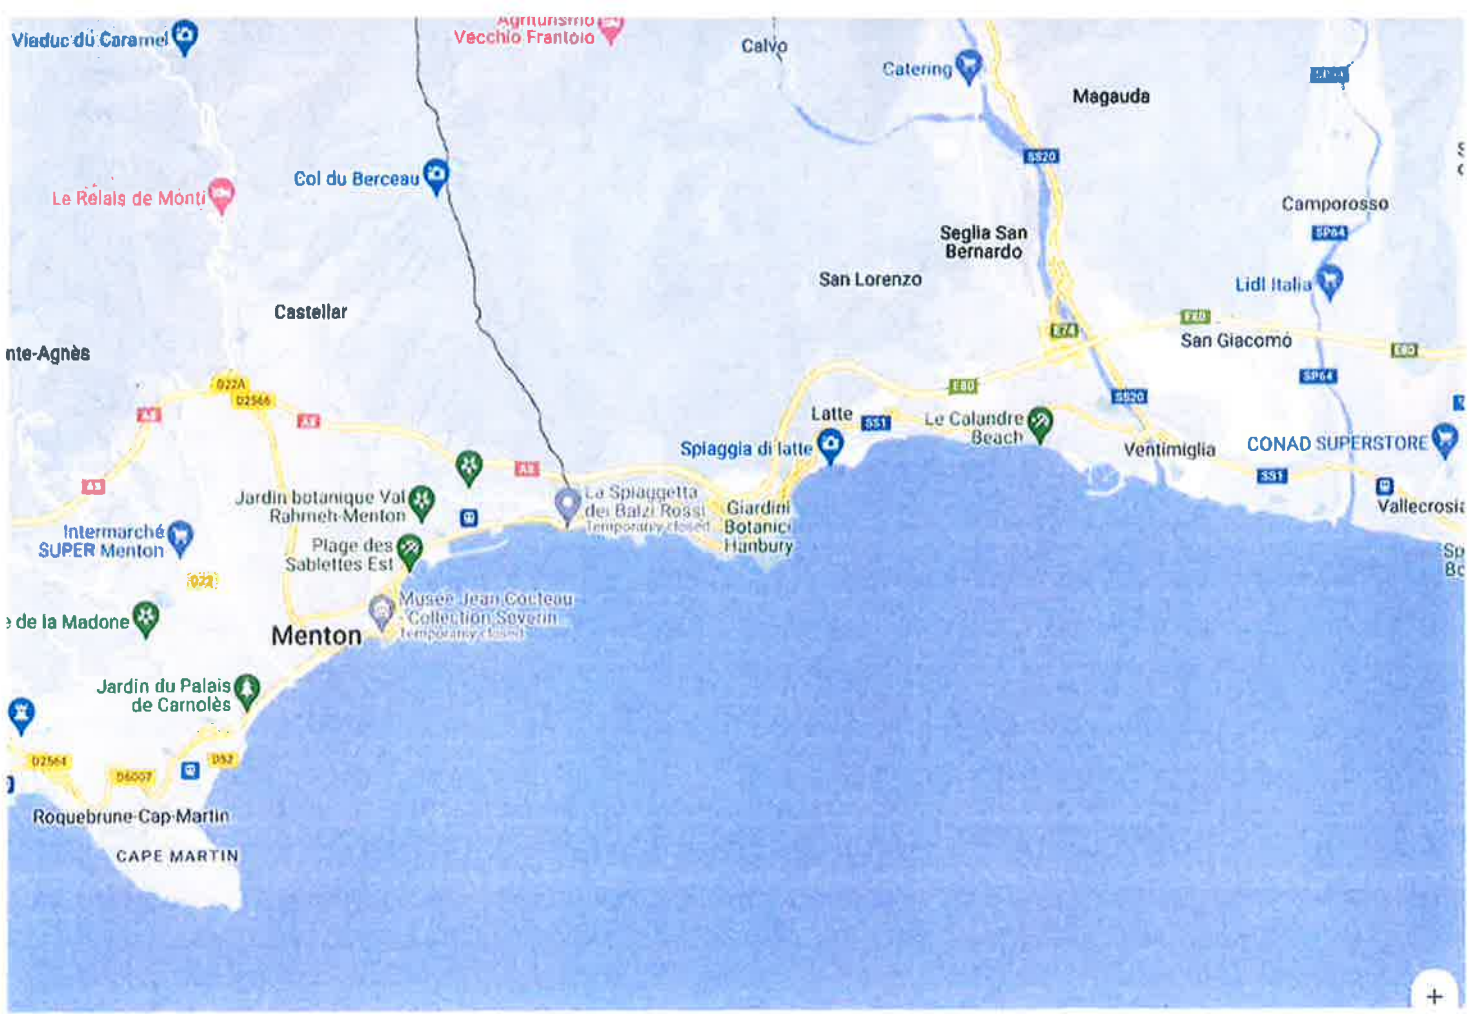 Viaduc du Caramel
Agriturismo
Vecchio Frantoio
Calvo
Catering
Magauda
SS20
Le Relais de Monti
Col du Berceau
Camporosso
SP64
Seglia San
Bernardo
San Lorenzo
Lidl Italia
Castellar
E80
E74
San Giacomo
E80
nte-Agnès
D22A
D2566
A8
A8
E80
SS20
SP64
Latte
SS1
Le Calandre
Beach
Spiaggia di latte
Ventimiglia
CONAD SUPERSTORE
A8
A8
SS1
Jardin botanique Val
Rahmeh-Menton
La Spiaggetta
dei Balzi Rossi
Temporarily closed
Giardini
Botanici
Hanbury
Vallecrosia
Intermarché
SUPER Menton
Plage des
Sablettes Est
Sp
Bo
D22
Musée Jean Cocteau
- Collection Séverin...
Temporarily closed
e de la Madone
Menton
Jardin du Palais
de Carnolès
D2564
D6007
D52
Roquebrune-Cap-Martin
CAPE MARTIN
+